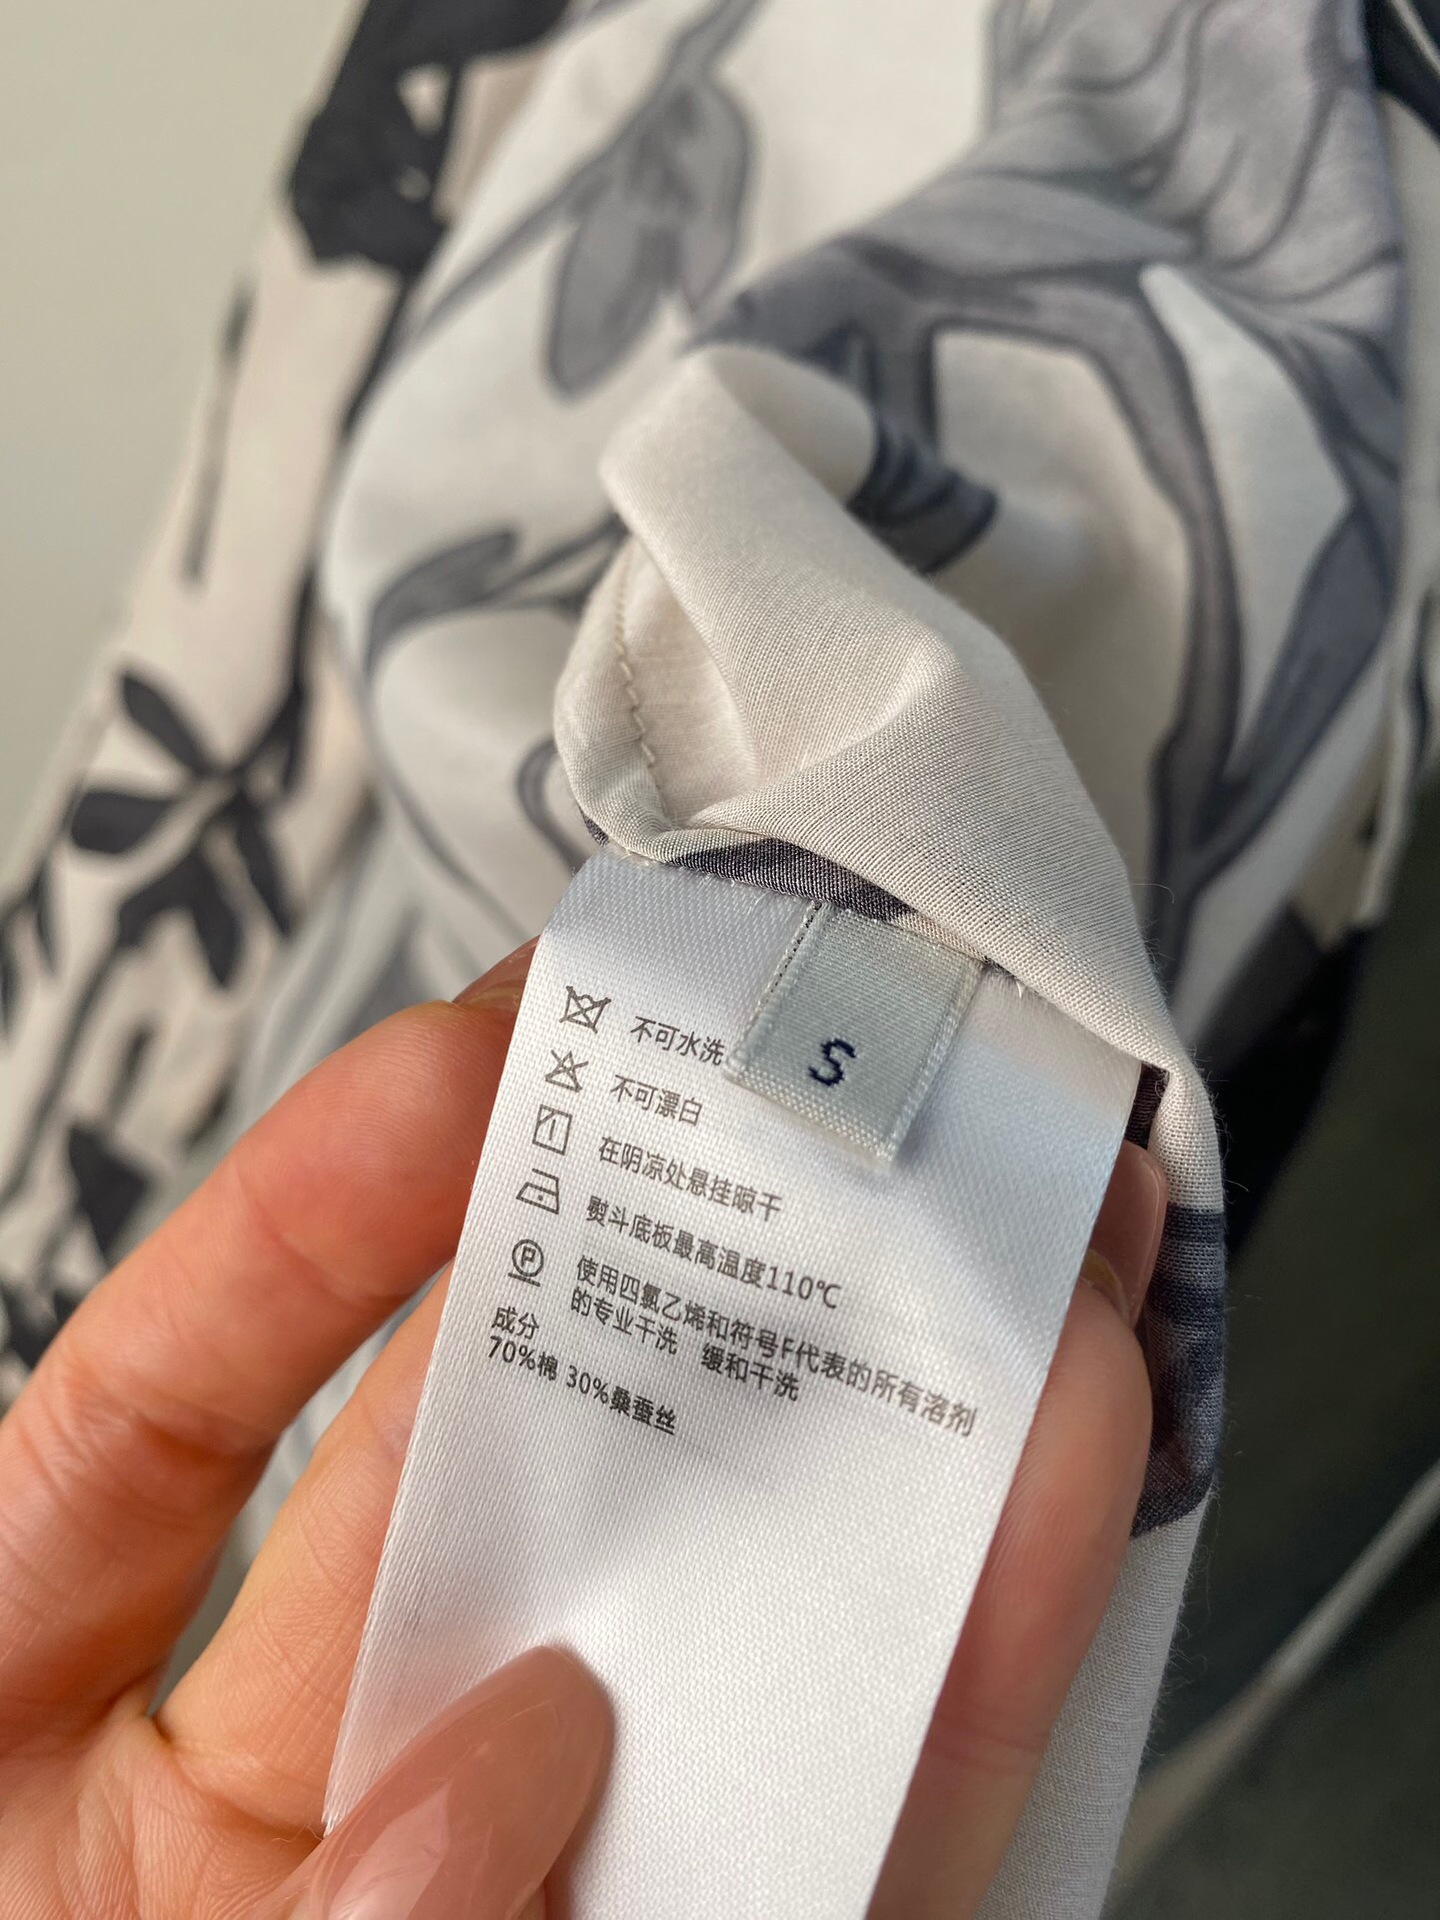 S
不可水洗
不可漂白
在阴凉处悬挂晾干
熨斗底板最高温度110℃
P
使用四氯乙烯和符号F代表的所有溶剂
的专业干洗 缓和干洗
成分
70%棉 30%桑蚕丝